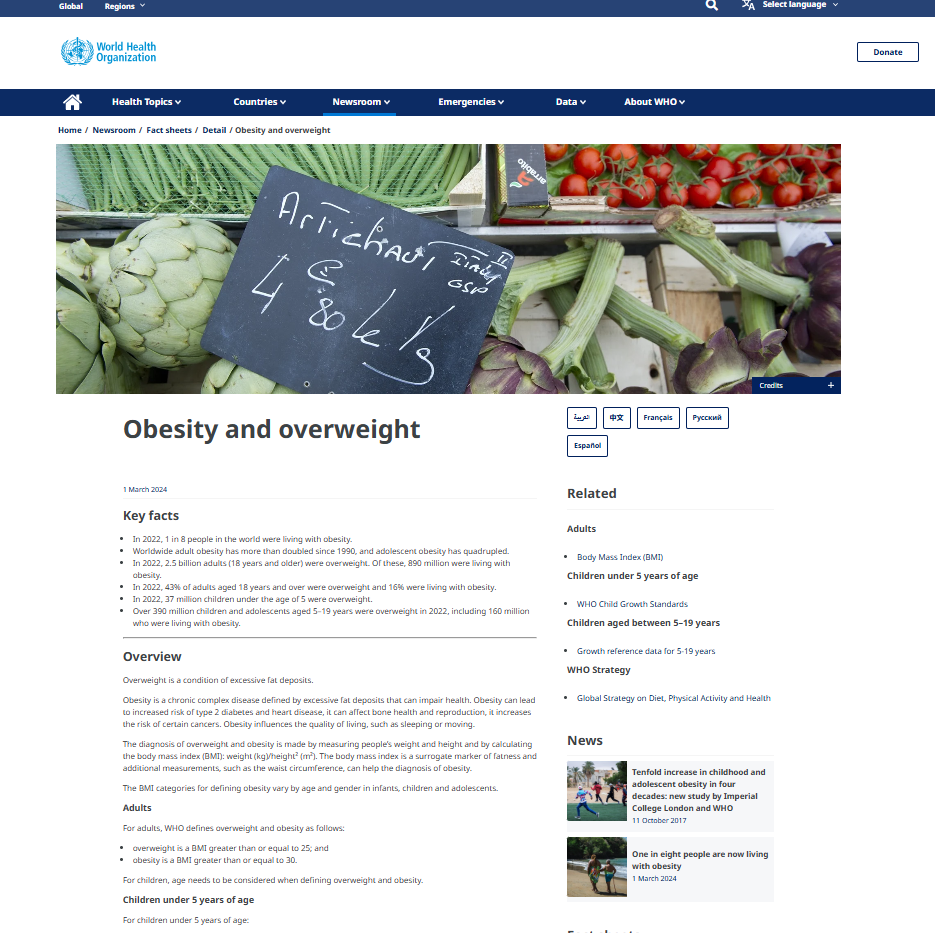 Global
Regions
Select language
World Health
Organization
Donate
Health Topics
Countries
Newsroom
Emergencies
Data
About WHO
Home / Newsroom / Fact sheets / Detail / Obesity and overweight
arrabito
Artichaut
Italy II
GSP
4 €
80 le Kg
Credits +
Obesity and overweight
العربية
中文
Français
Русский
Español
1 March 2024
Key facts
• In 2022, 1 in 8 people in the world were living with obesity.
• Worldwide adult obesity has more than doubled since 1990, and adolescent obesity has quadrupled.
• In 2022, 2.5 billion adults (18 years and older) were overweight. Of these, 890 million were living with
obesity.
• In 2022, 43% of adults aged 18 years and over were overweight and 16% were living with obesity.
• In 2022, 37 million children under the age of 5 were overweight.
• Over 390 million children and adolescents aged 5–19 years were overweight in 2022, including 160 million
who were living with obesity.
Overview
Overweight is a condition of excessive fat deposits.
Obesity is a chronic complex disease defined by excessive fat deposits that can impair health. Obesity can lead
to increased risk of type 2 diabetes and heart disease, it can affect bone health and reproduction, it increases
the risk of certain cancers. Obesity influences the quality of living, such as sleeping or moving.
The diagnosis of overweight and obesity is made by measuring people's weight and height and by calculating
the body mass index (BMI): weight (kg)/height² (m²). The body mass index is a surrogate marker of fatness and
additional measurements, such as the waist circumference, can help the diagnosis of obesity.
The BMI categories for defining obesity vary by age and gender in infants, children and adolescents.
Adults
For adults, WHO defines overweight and obesity as follows:
• overweight is a BMI greater than or equal to 25; and
• obesity is a BMI greater than or equal to 30.
For children, age needs to be considered when defining overweight and obesity.
Children under 5 years of age
For children under 5 years of age:
Related
Adults
• Body Mass Index (BMI)
Children under 5 years of age
• WHO Child Growth Standards
Children aged between 5–19 years
• Growth reference data for 5-19 years
WHO Strategy
• Global Strategy on Diet, Physical Activity and Health
News
Tenfold increase in childhood and
adolescent obesity in four
decades: new study by Imperial
College London and WHO
11 October 2017
One in eight people are now living
with obesity
1 March 2024